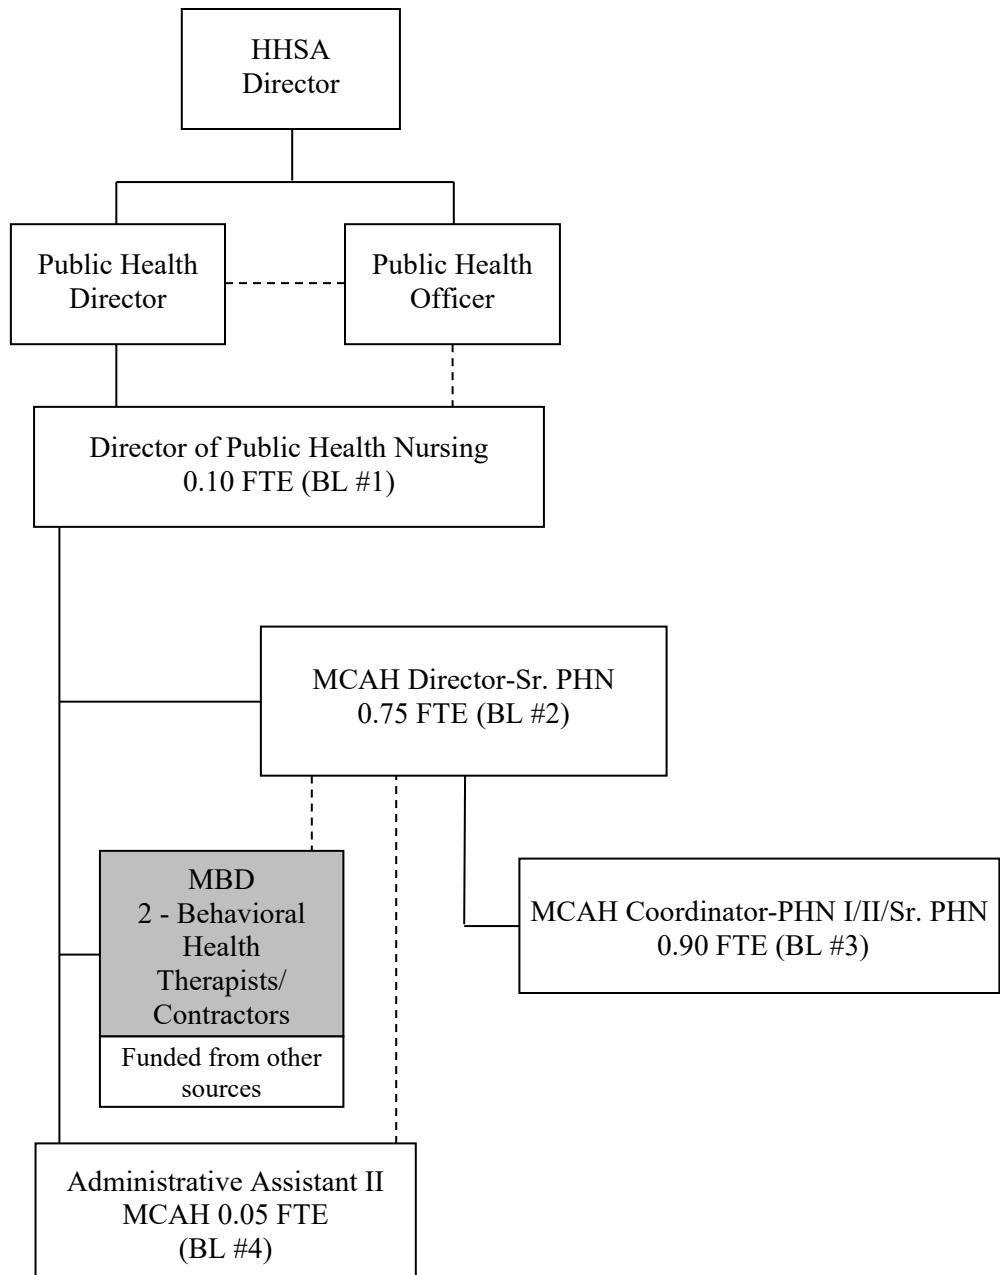 HHSA
Director
Public Health
Director
Public Health
Officer
Director of Public Health Nursing
0.10 FTE (BL #1)
MCAH Director-Sr. PHN
0.75 FTE (BL #2)
MBD
2 - Behavioral
Health
Therapists/
Contractors
Funded from other
sources
MCAH Coordinator-PHN I/II/Sr. PHN
0.90 FTE (BL #3)
Administrative Assistant II
MCAH 0.05 FTE
(BL #4)